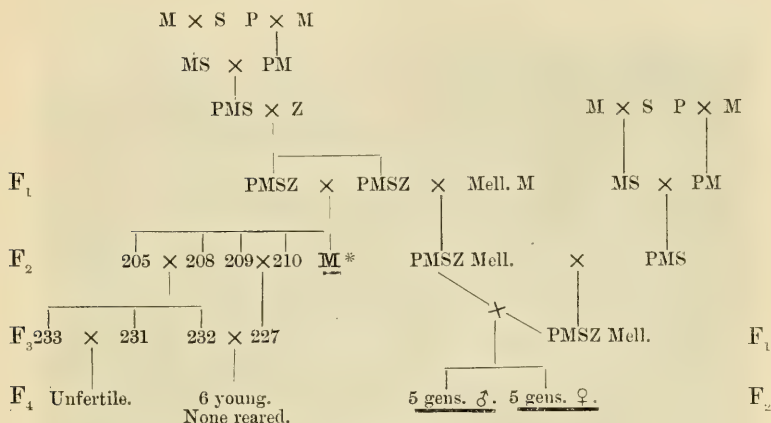 M × S P × M
MS × PM
PMS × Z
M × S P × M
F₁ PMSZ × PMSZ × Mell. M MS × PM
F₂ 205 × 208 209 × 210 M * PMSZ Mell. × PMS
×
F₃ 233 × 231 232 × 227 PMSZ Mell. F₁
F₄ Unfertile. 6 young. 5 gens. ♂. 5 gens. ♀. F₂
None reared.